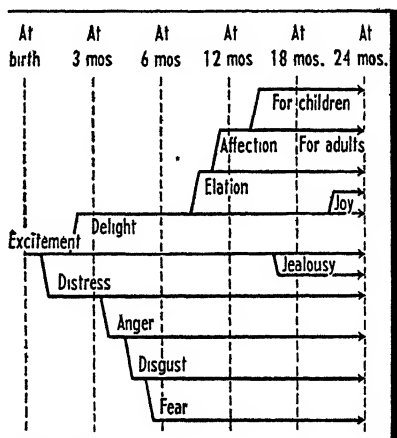 At At At At At At
birth 3 mos 6 mos 12 mos 18 mos. 24 mos.
For children
Affection For adults
Elation
Joy
Delight
Excitement
Jealousy
Distress
Anger
Disgust
Fear